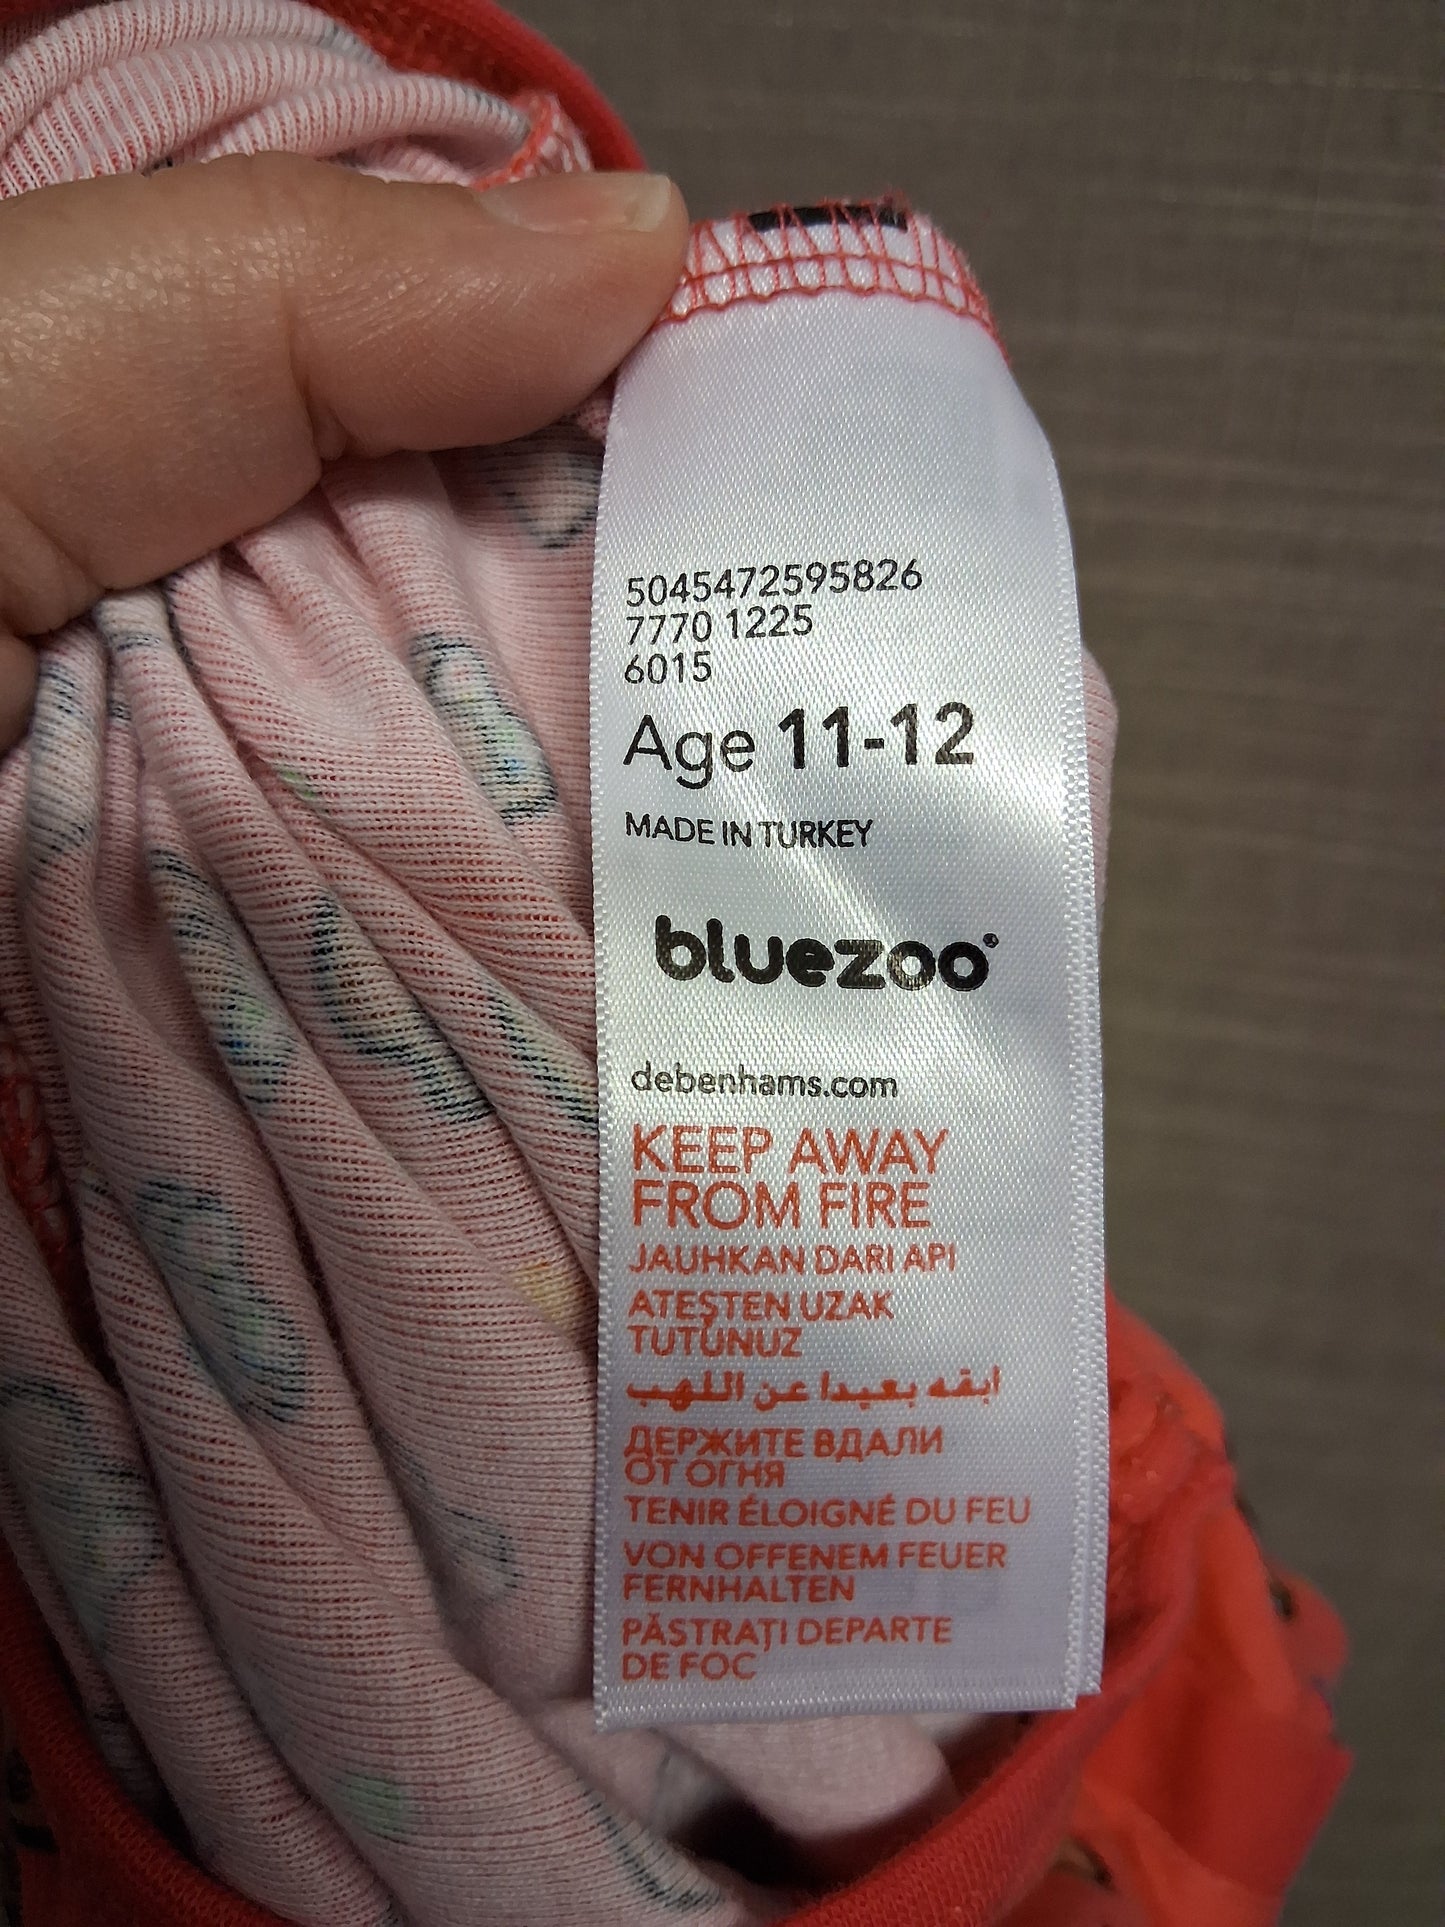 5045472595826
7770 1225
6015
Age 11-12
MADE IN TURKEY
bluezoo®
debenhams.com
KEEP AWAY
FROM FIRE
JAUHKAN DARI API
ATEŞTEN UZAK
TUTUNUZ
ابقه بعيدا عن اللهب
ДЕРЖИТЕ ВДАЛИ
ОТ ОГНЯ
TENIR ÉLOIGNÉ DU FEU
VON OFFENEM FEUER
FERNHALTEN
PĂSTRAȚI DEPARTE
DE FOC